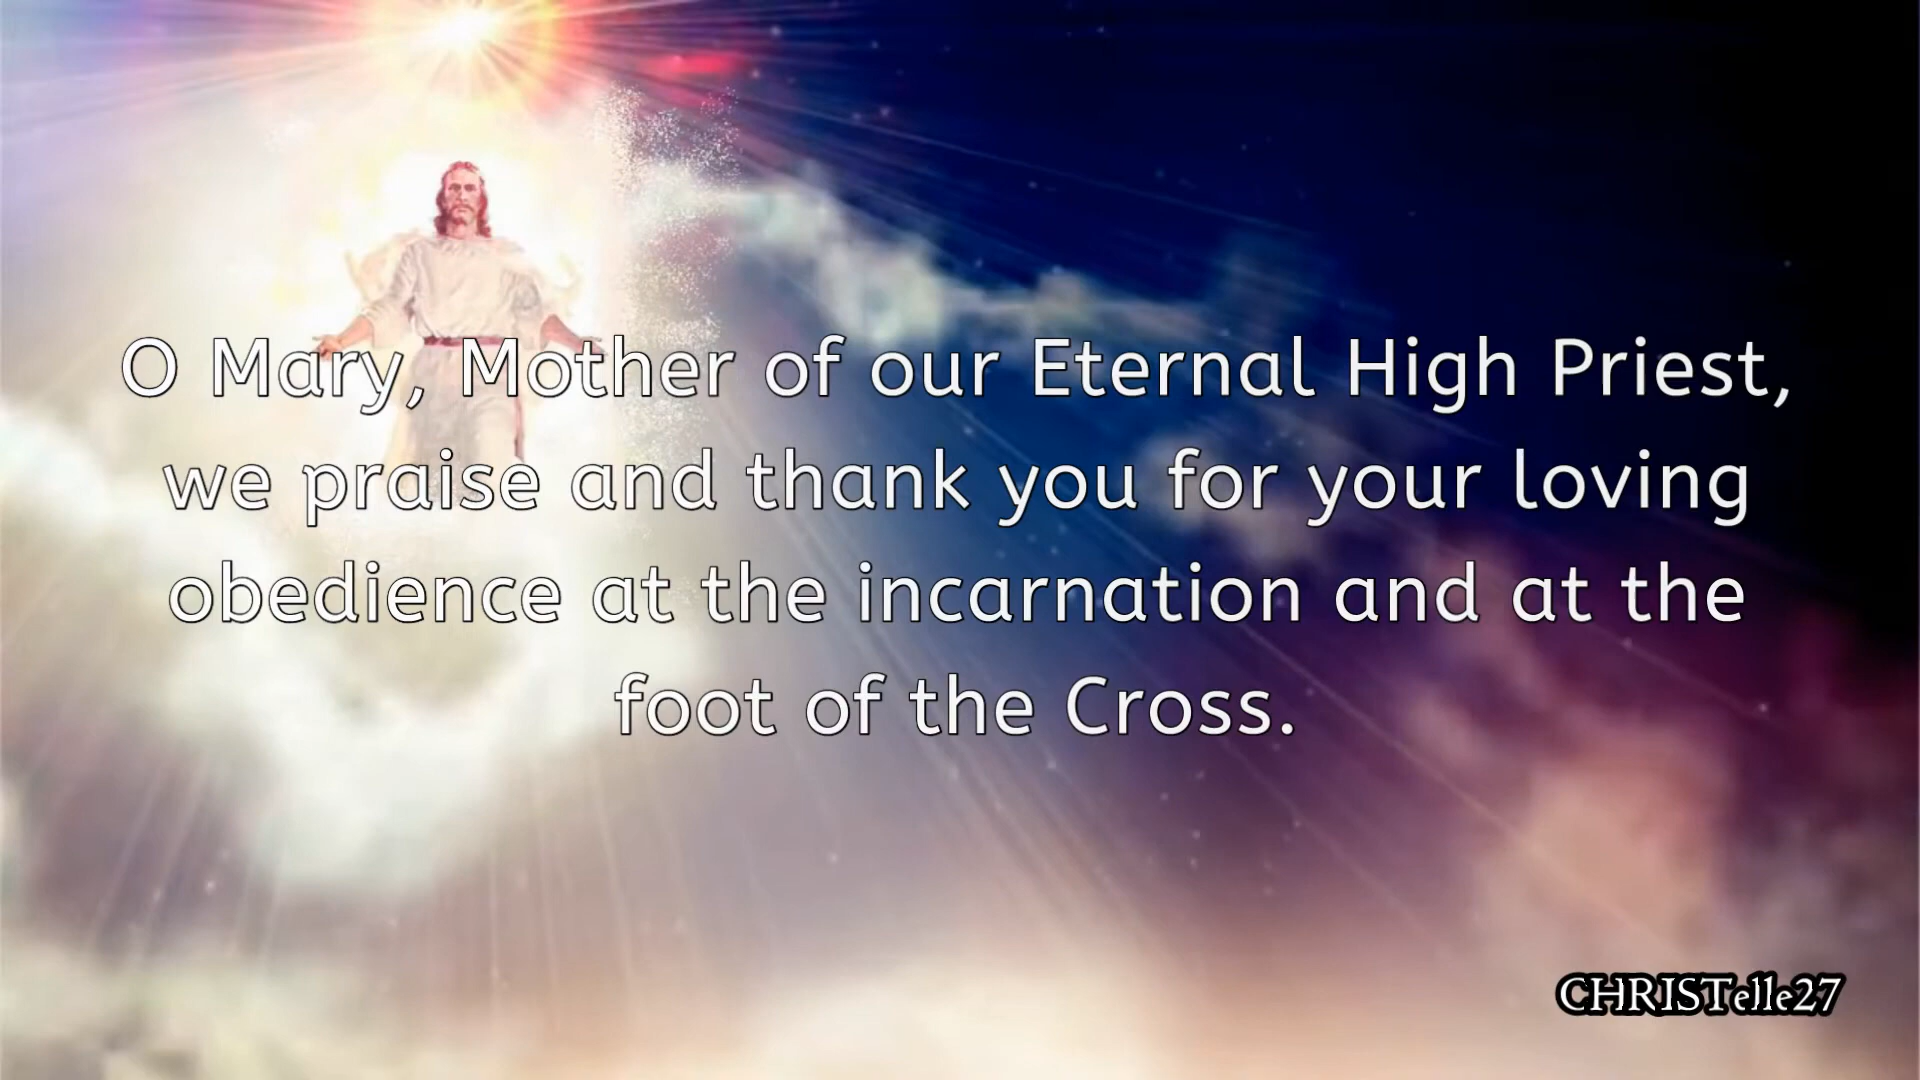 O Mary, Mother of our Eternal High Priest,
we praise and thank you for your loving
obedience at the incarnation and at the
foot of the Cross.
CHRISTelle27